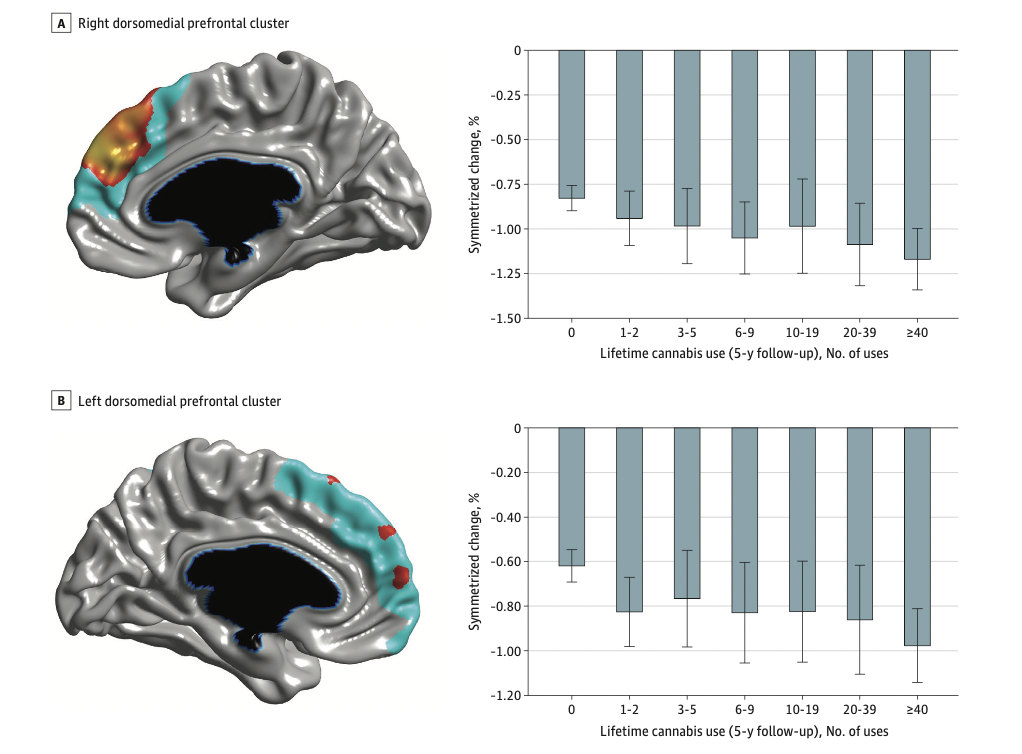 A Right dorsomedial prefrontal cluster
Symmetrized change, %
0
-0.25
-0.50
-0.75
-1.00
-1.25
-1.50
0 1-2 3-5 6-9 10-19 20-39 ≥40
Lifetime cannabis use (5-y follow-up), No. of uses
B Left dorsomedial prefrontal cluster
Symmetrized change, %
0
-0.20
-0.40
-0.60
-0.80
-1.00
-1.20
0 1-2 3-5 6-9 10-19 20-39 ≥40
Lifetime cannabis use (5-y follow-up), No. of uses